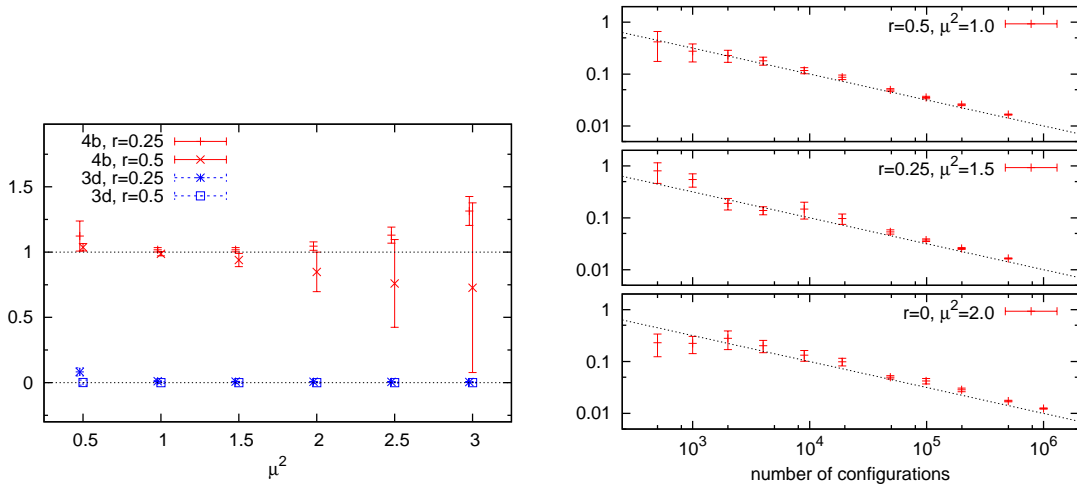 4b, r=0.25
4b, r=0.5
3d, r=0.25
3d, r=0.5
1.5
1
0.5
0
0.5 1 1.5 2 2.5 3
μ²
r=0.5, μ²=1.0
1
0.1
0.01
r=0.25, μ²=1.5
1
0.1
0.01
r=0, μ²=2.0
1
0.1
0.01
10³ 10⁴ 10⁵ 10⁶
number of configurations